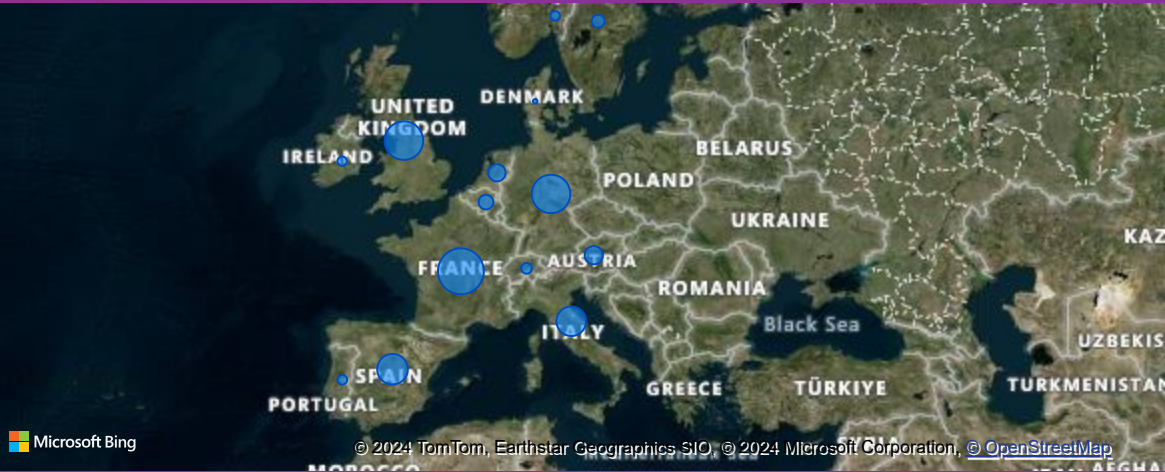 DENMARK
UNITED
KINGDOM
IRELAND
BELARUS
POLAND
UKRAINE
KAZ
FRANCE
AUSTRIA
ROMANIA
Black Sea
ITALY
UZBEKIS
SPAIN
GREECE
TÜRKIYE
TURKMENISTAN
PORTUGAL
Microsoft Bing
© 2024 TomTom, Earthstar Geographics SIO, © 2024 Microsoft Corporation, © OpenStreetMap
MOROCCO